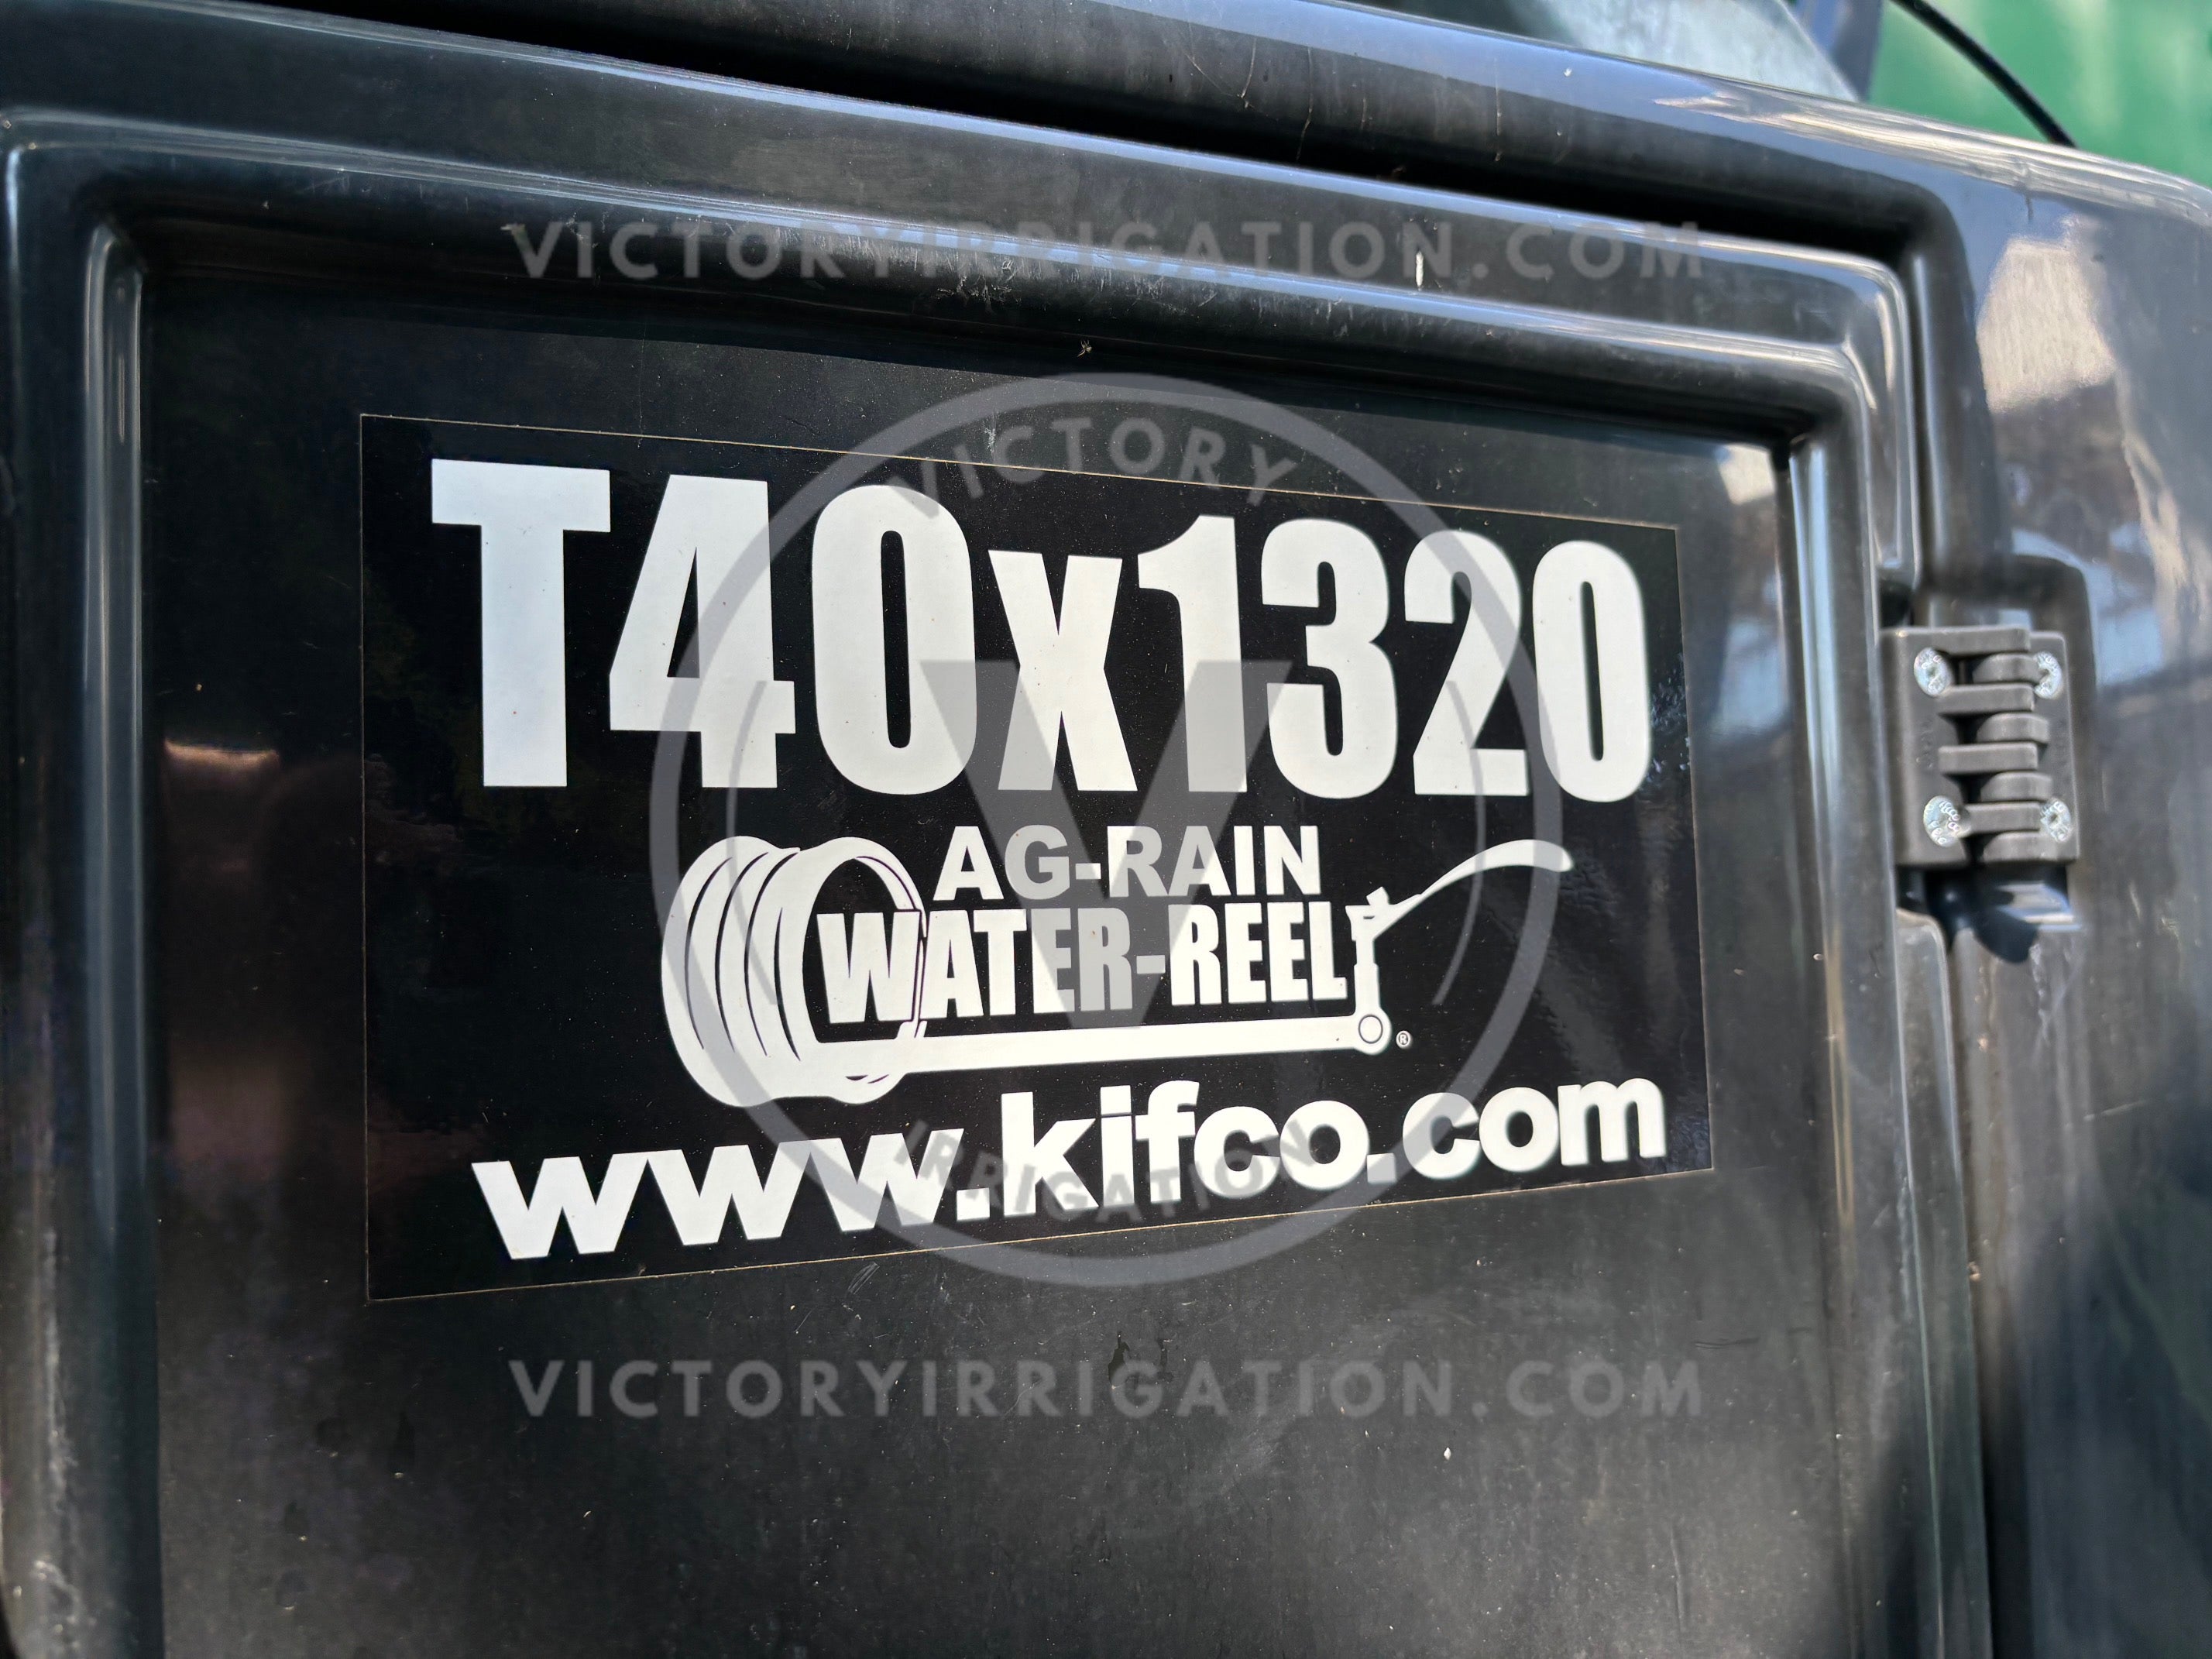 VICTORYIRRIGATION.COM
VICTORY
T40x1320
V
AG-RAIN
WATER-REEL
®
www.kifco.com
IRRIGATION
VICTORYIRRIGATION.COM